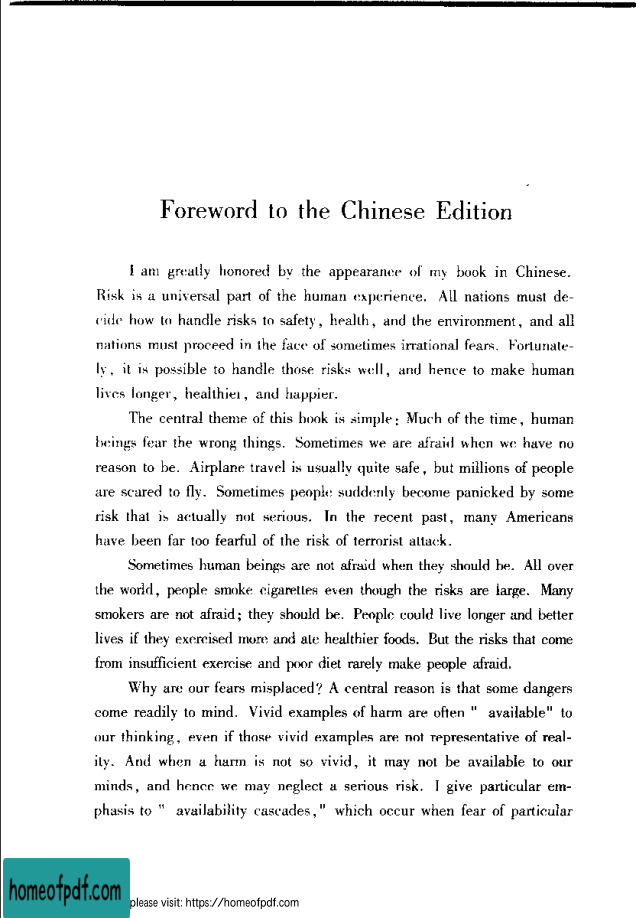 Foreword to the Chinese Edition
I am greatly honored by the appearance of my book in Chinese.
Risk is a universal part of the human experience. All nations must de-
cide how to handle risks to safety, health, and the environment, and all
nations must proceed in the face of sometimes irrational fears. Fortunate-
ly, it is possible to handle those risks well, and hence to make human
lives longer, healthier, and happier.
The central theme of this book is simple: Much of the time, human
beings fear the wrong things. Sometimes we are afraid when we have no
reason to be. Airplane travel is usually quite safe, but millions of people
are scared to fly. Sometimes people suddenly become panicked by some
risk that is actually not serious. In the recent past, many Americans
have been far too fearful of the risk of terrorist attack.
Sometimes human beings are not afraid when they should be. All over
the world, people smoke cigarettes even though the risks are large. Many
smokers are not afraid; they should be. People could live longer and better
lives if they exercised more and ate healthier foods. But the risks that come
from insufficient exercise and poor diet rarely make people afraid.
Why are our fears misplaced? A central reason is that some dangers
come readily to mind. Vivid examples of harm are often " available" to
our thinking, even if those vivid examples are not representative of real-
ity. And when a harm is not so vivid, it may not be available to our
minds, and hence we may neglect a serious risk. I give particular em-
phasis to " availability cascades," which occur when fear of particular
homeofpdf.com
please visit: https://homeofpdf.com